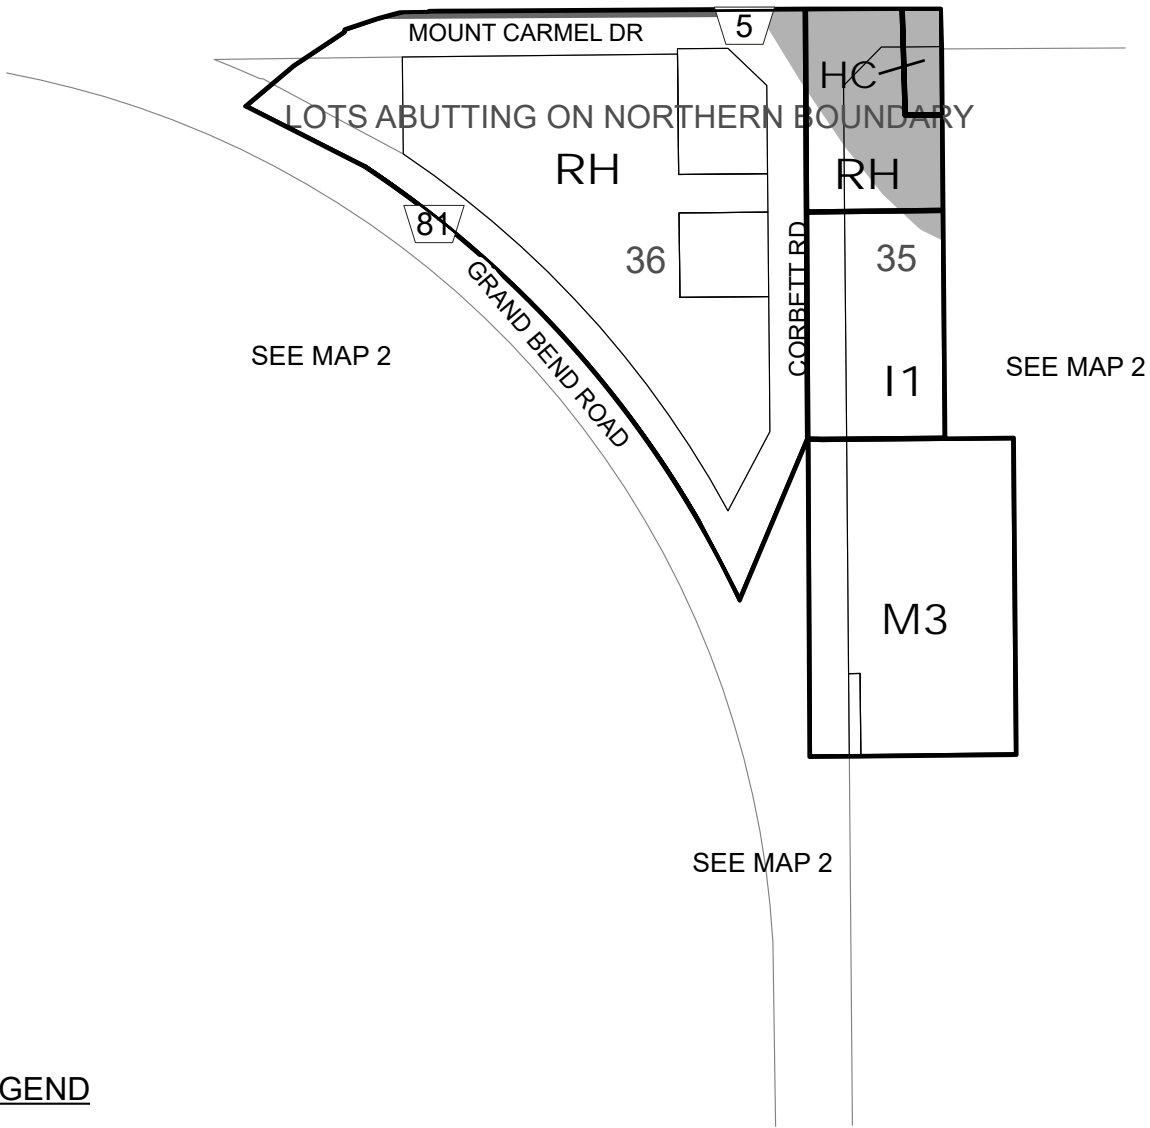 MOUNT CARMEL DR
5
HC
LOTS ABUTTING ON NORTHERN BOUNDARY
RH
RH
81
36
35
CORBETT RD
GRAND BEND ROAD
SEE MAP 2
SEE MAP 2
I1
M3
SEE MAP 2
GEND